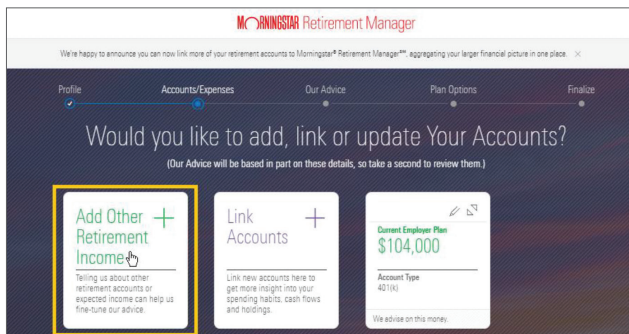 MORNINGSTAR Retirement Manager
We're happy to announce you can now link more of your retirement accounts to Morningstar® Retirement Manager℠, aggregating your larger financial picture in one place. ×
Profile
Accounts/Expenses
Our Advice
Plan Options
Finalize
Would you like to add, link or update Your Accounts?
(Our Advice will be based in part on these details, so take a second to review them.)
Add Other
Retirement
Income
Telling us about other
retirement accounts or
expected income can help us
fine-tune our advice.
Link
Accounts
Link new accounts here to
get more insight into your
spending habits, cash flows
and holdings.
Current Employer Plan
$104,000
Account Type
401(k)
We advise on this money.